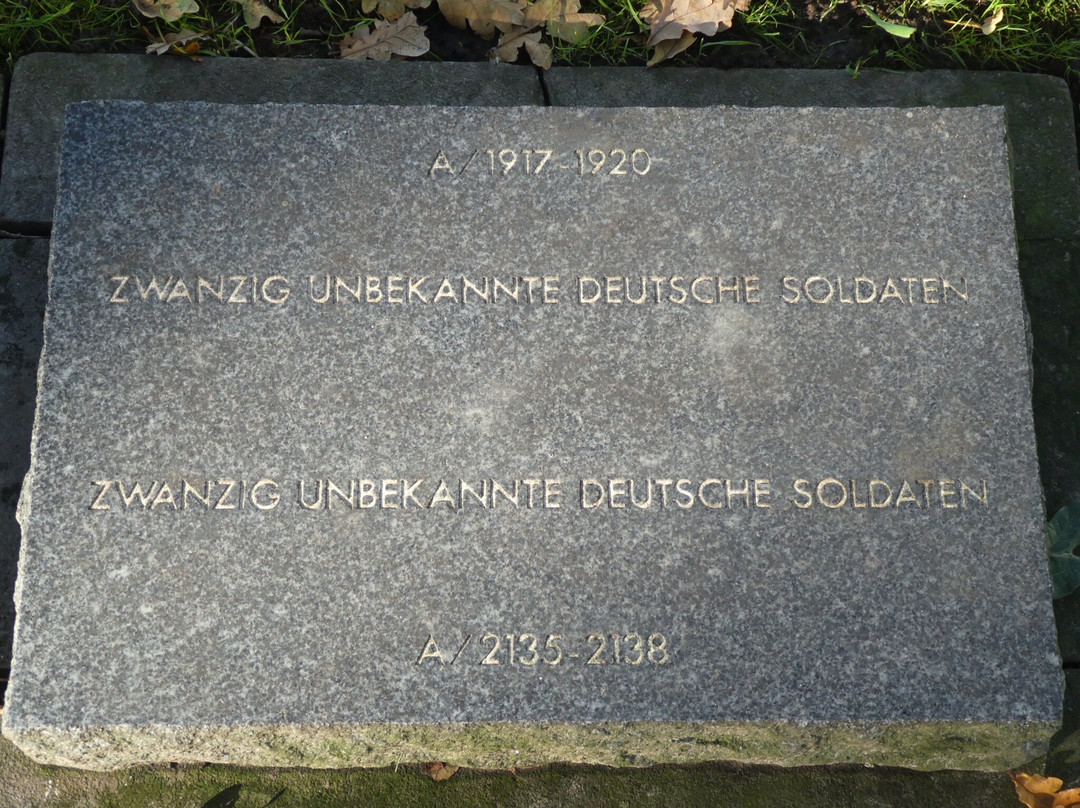 A/1917-1920
ZWANZIG UNBEKANNTE DEUTSCHE SOLDATEN
ZWANZIG UNBEKANNTE DEUTSCHE SOLDATEN
A/2135-2138